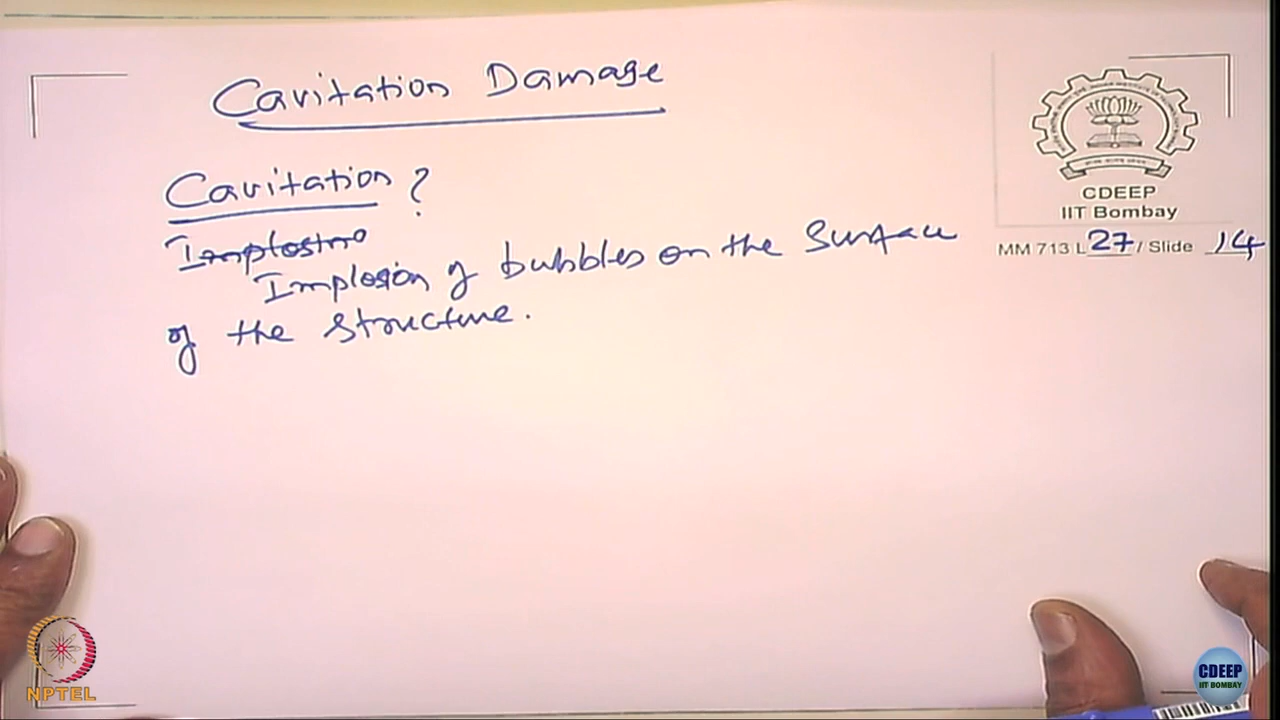 Cavitation Damage
Cavitation ?
Implosino
Implosion of bubbles on the Surface
of the structure.
CDEEP
IIT Bombay
MM 713 L 27 / Slide 14
NPTEL
CDEEP
IIT BOMBAY